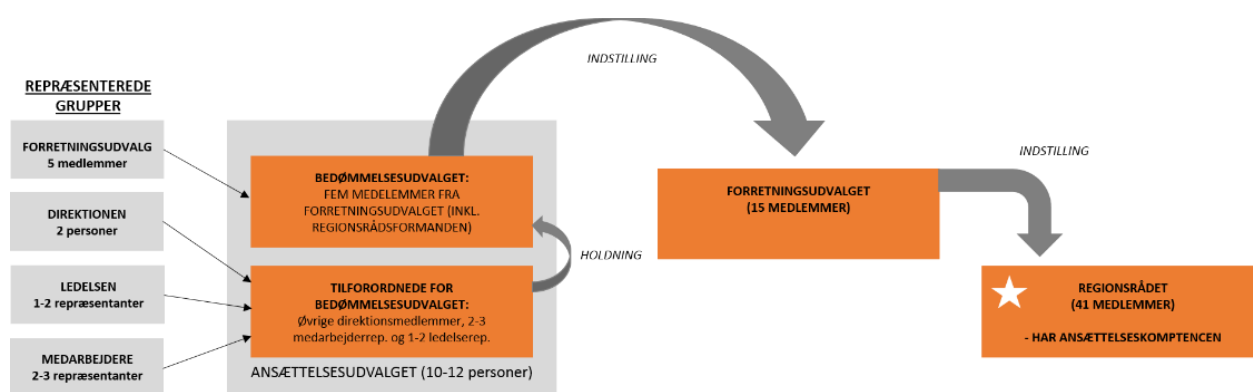 REPRÆSENTEREDE
GRUPPER
FORRETNINGSUDVALG
5 medlemmer
DIREKTIONEN
2 personer
LEDELSEN
1-2 repræsentanter
MEDARBEJDERE
2-3 repræsentanter
BEDØMMELSESUDVALGET:
FEM MEDELEMMER FRA
FORRETNINGSUDVALGET (INKL.
REGIONSRÅDSFORMANDEN)
TILFORORDNEDE FOR
BEDØMMELSESUDVALGET:
Øvrige direktionsmedlemmer, 2-3
medarbejderrep. og 1-2 ledelserep.
ANSÆTTELSESUDVALGET (10-12 personer)
HOLDNING
INDSTILLING
FORRETNINGSUDVALGET
(15 MEDLEMMER)
INDSTILLING
REGIONSRÅDET
(41 MEDLEMMER)
- HAR ANSÆTTELSESKOMPTENCEN